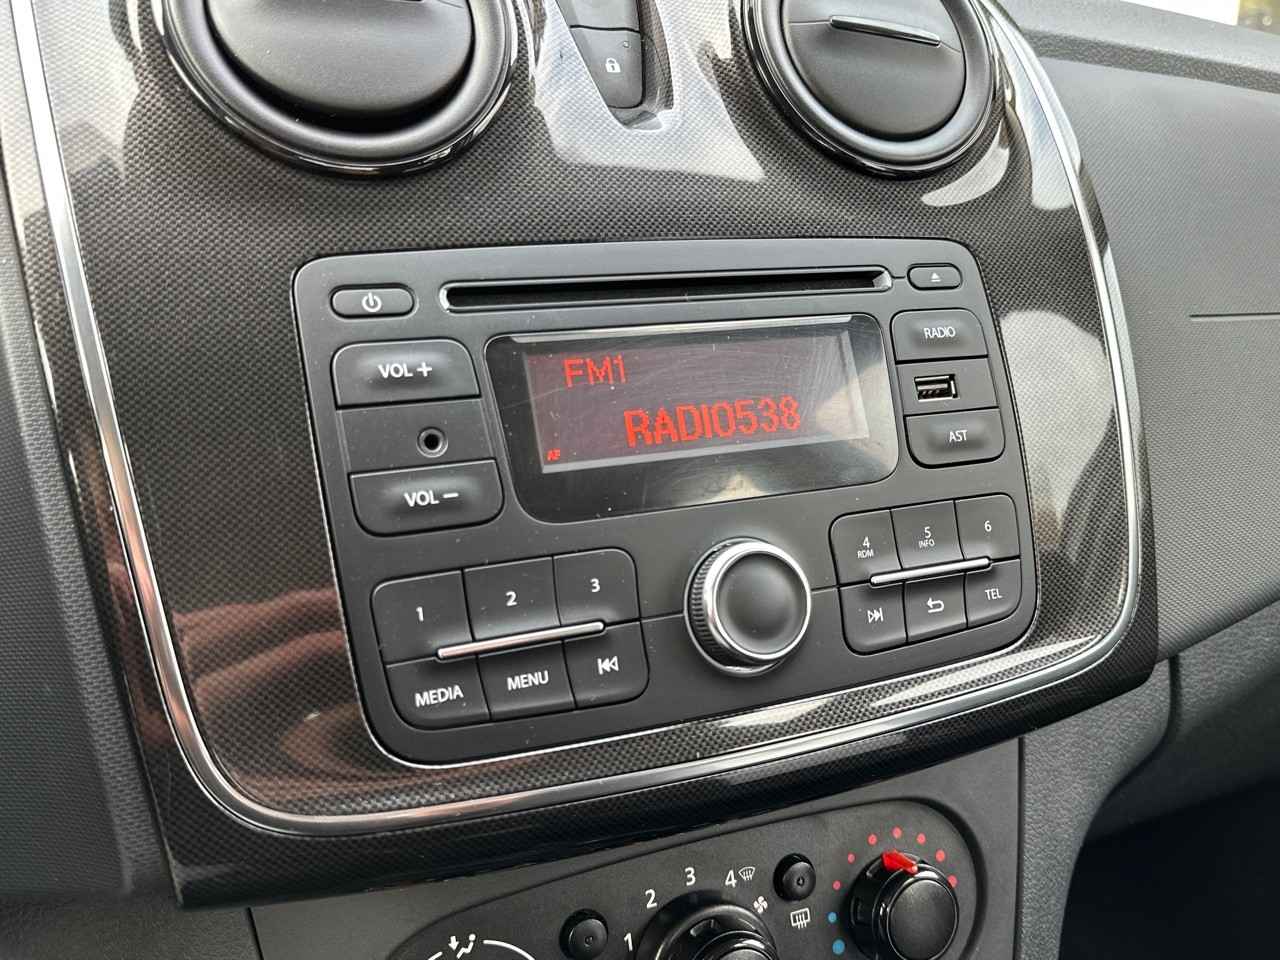 RADIO
VOL +
FM1
RADIO538
AF
AST
VOL −
4
RDM
5
INFO
6
1
2
3
TEL
MEDIA
MENU
1
2
3
4